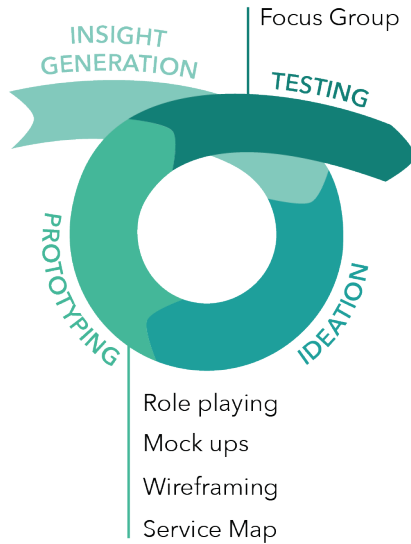 Focus Group
INSIGHT
GENERATION
TESTING
PROTOTYPING
IDEATION
Role playing
Mock ups
Wireframing
Service Map